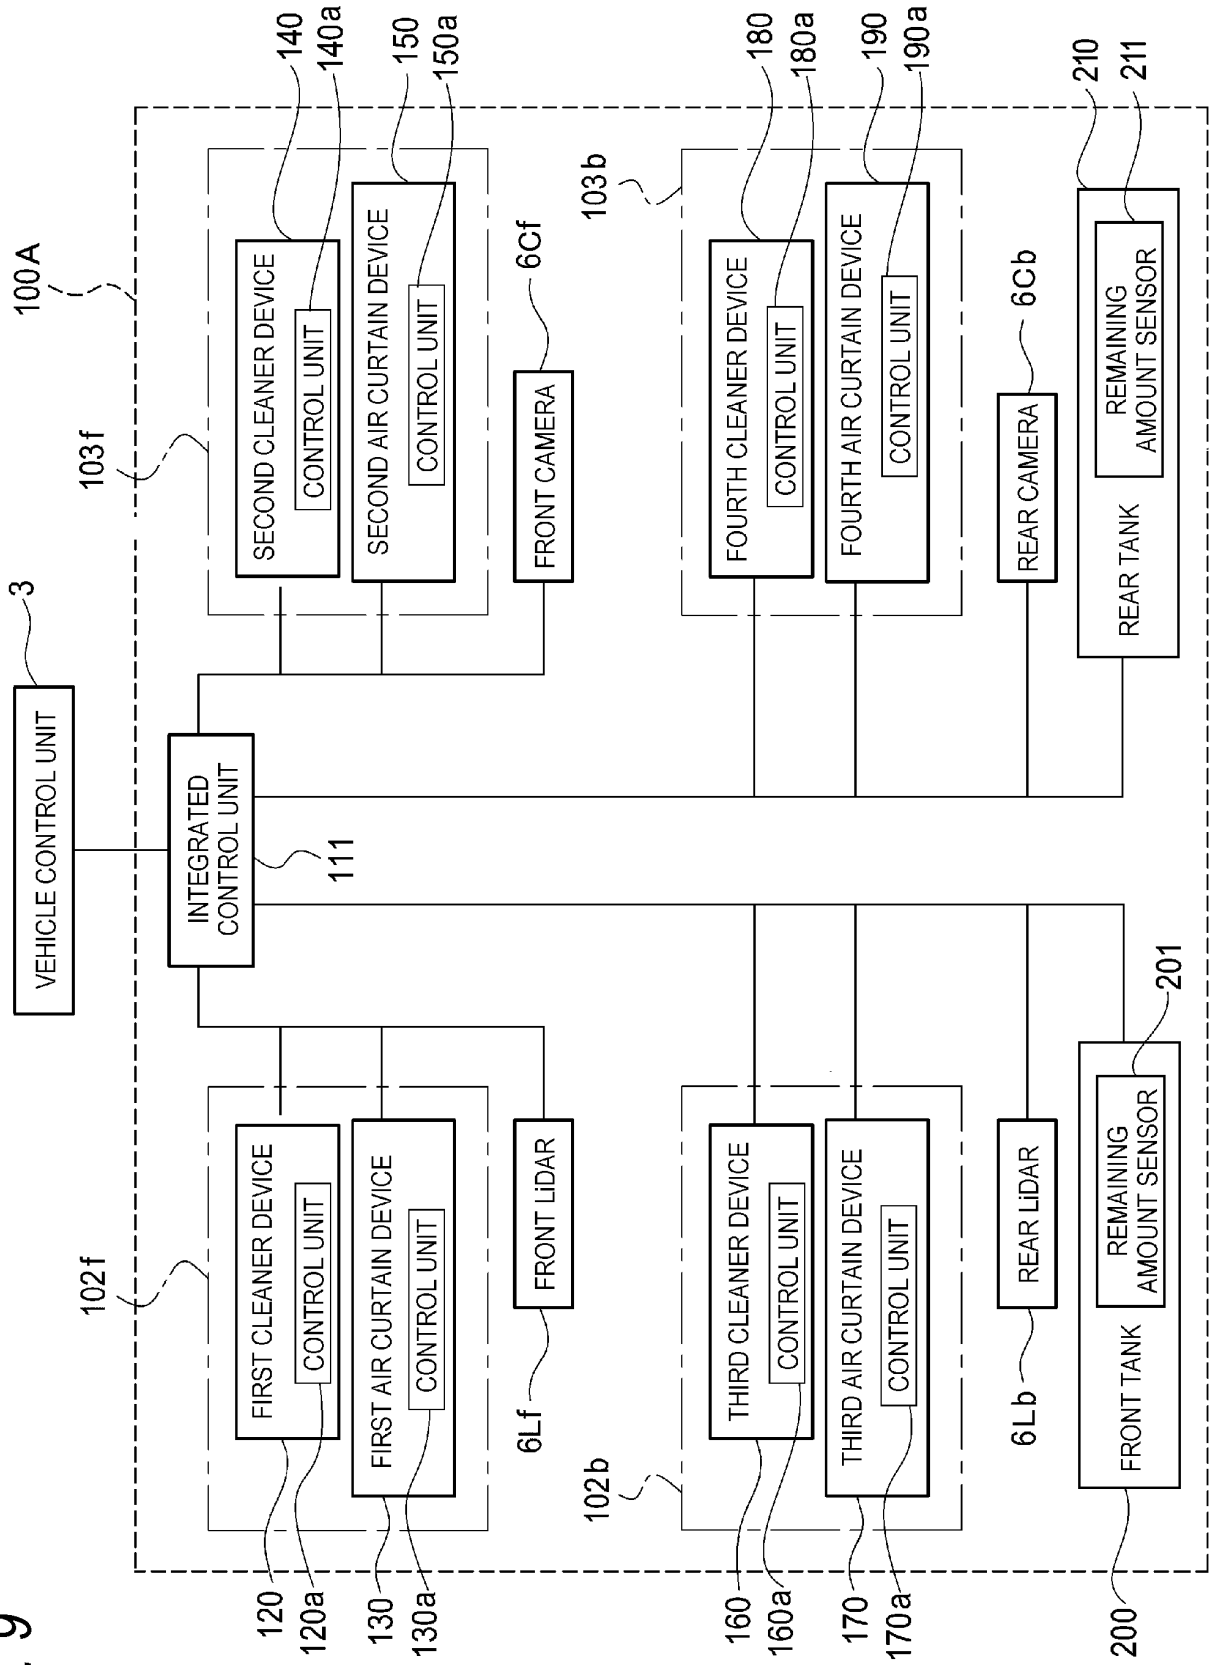 9
VEHICLE CONTROL UNIT
3
100A
INTEGRATED
CONTROL UNIT
111
102f
FIRST CLEANER DEVICE
CONTROL UNIT
120
120a
FIRST AIR CURTAIN DEVICE
CONTROL UNIT
130
130a
FRONT LiDAR
6Lf
103f
SECOND CLEANER DEVICE
CONTROL UNIT
140
140a
SECOND AIR CURTAIN DEVICE
CONTROL UNIT
150
150a
FRONT CAMERA
6Cf
102b
THIRD CLEANER DEVICE
CONTROL UNIT
160
160a
THIRD AIR CURTAIN DEVICE
CONTROL UNIT
170
170a
REAR LiDAR
6Lb
103b
FOURTH CLEANER DEVICE
CONTROL UNIT
180
180a
FOURTH AIR CURTAIN DEVICE
CONTROL UNIT
190
190a
REAR CAMERA
6Cb
FRONT TANK
REMAINING
AMOUNT SENSOR
200
201
REAR TANK
REMAINING
AMOUNT SENSOR
210
211